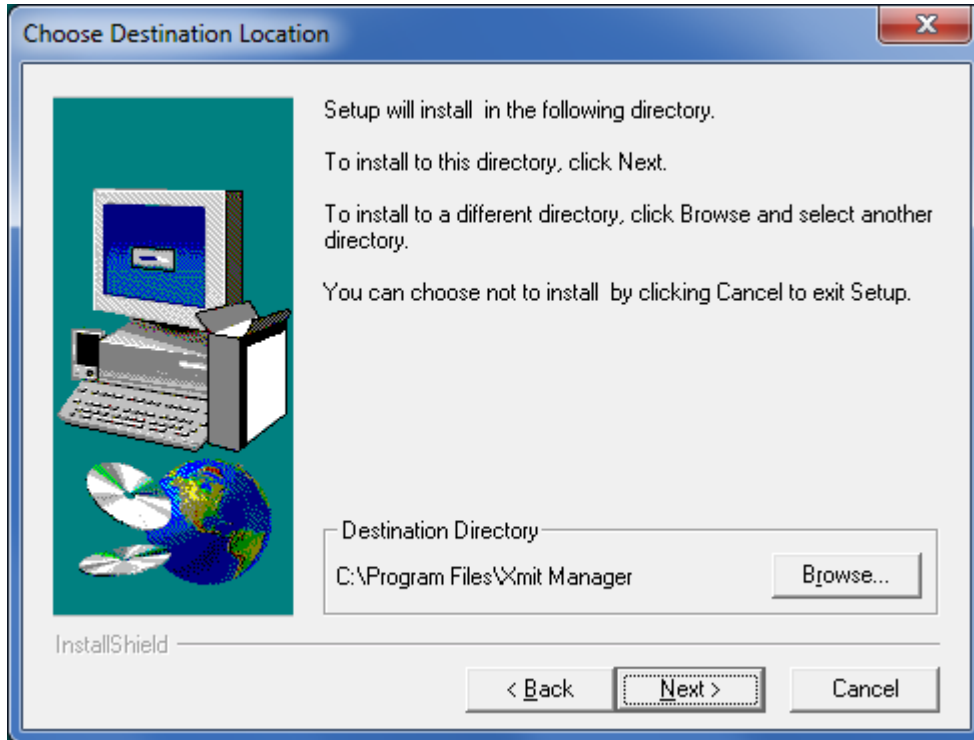 Choose Destination Location
Setup will install  in the following directory.
To install to this directory, click Next.
To install to a different directory, click Browse and select another
directory.
You can choose not to install  by clicking Cancel to exit Setup.
Destination Directory
C:\Program Files\Xmit Manager
Browse...
InstallShield
< Back
Next >
Cancel